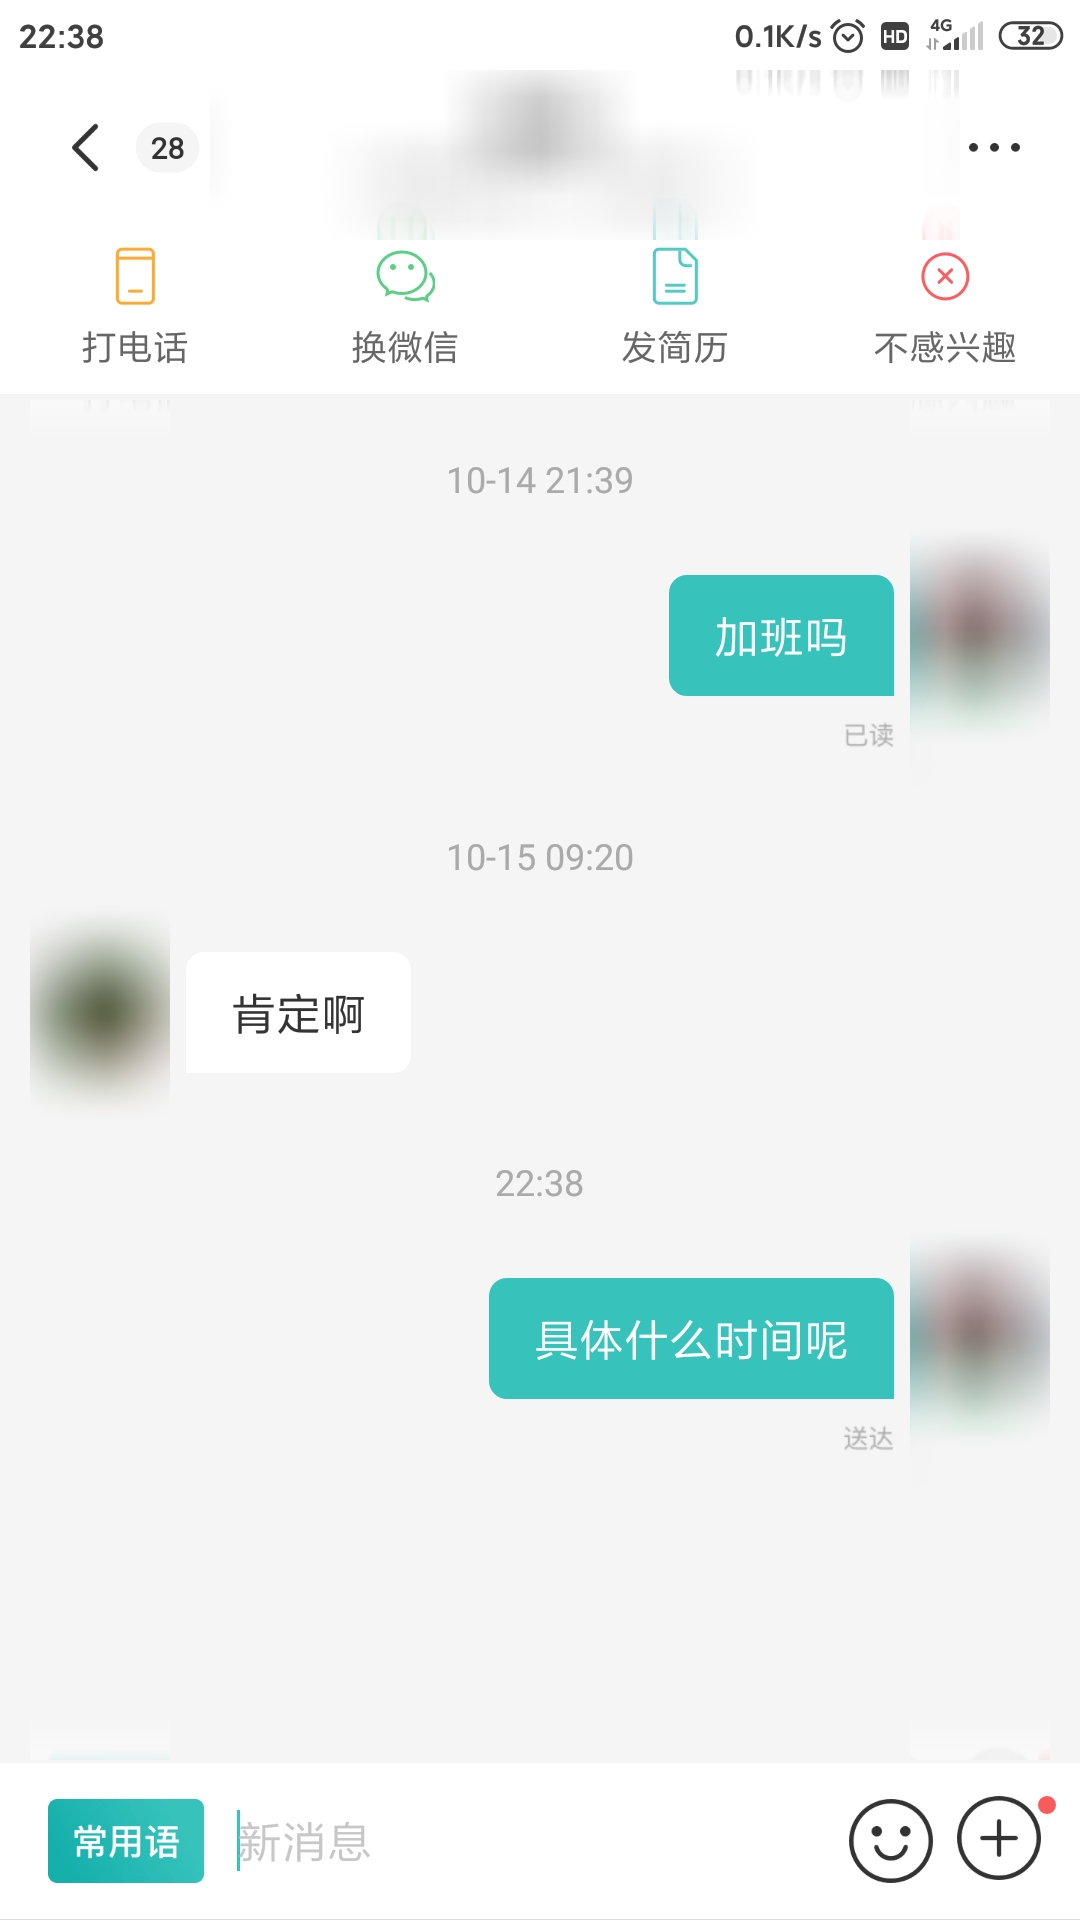 22:38
0.1K/s HD 4G 32
28
打电话 换微信 发简历 不感兴趣
10-14 21:39
加班吗
已读
10-15 09:20
肯定啊
22:38
具体什么时间呢
送达
常用语 新消息